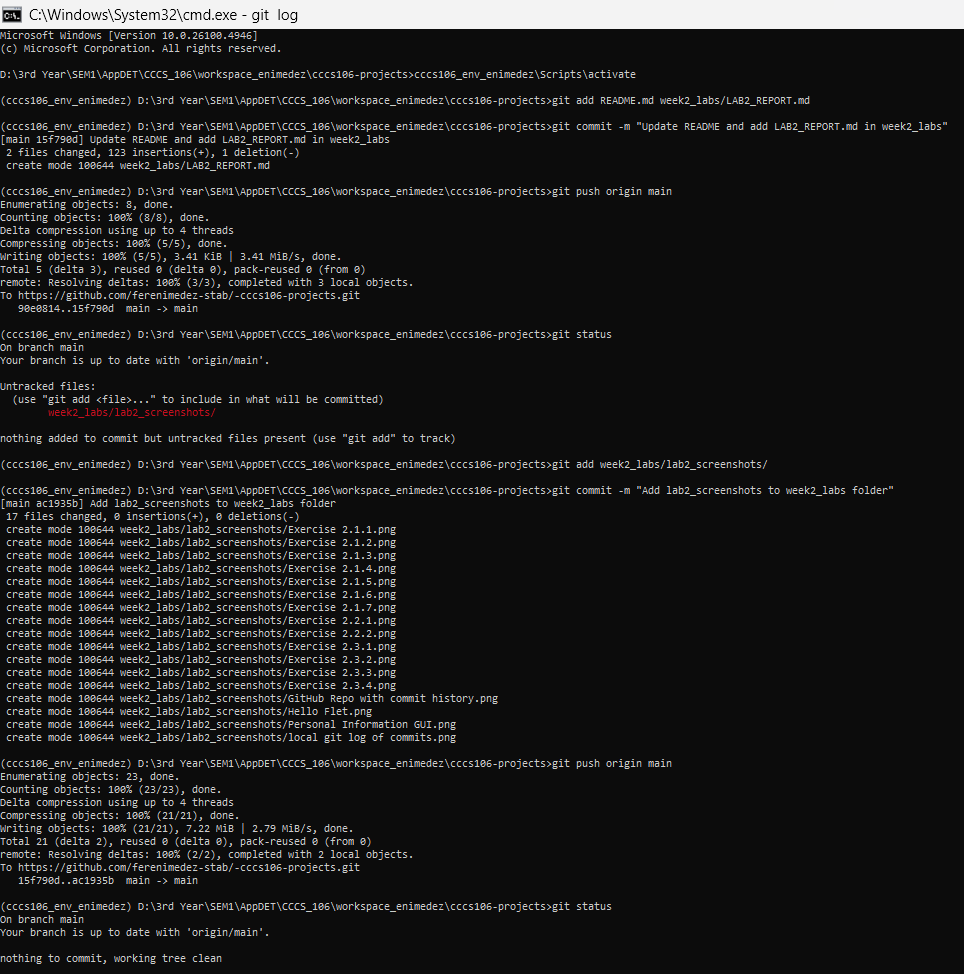 C:\Windows\System32\cmd.exe - git  log
Microsoft Windows [Version 10.0.26100.4946]
(c) Microsoft Corporation. All rights reserved.
D:\3rd Year\SEM1\AppDET\CCCS_106\workspace_enimedez\cccs106-projects>cccs106_env_enimedez\Scripts\activate
(cccs106_env_enimedez) D:\3rd Year\SEM1\AppDET\CCCS_106\workspace_enimedez\cccs106-projects>git add README.md week2_labs/LAB2_REPORT.md
(cccs106_env_enimedez) D:\3rd Year\SEM1\AppDET\CCCS_106\workspace_enimedez\cccs106-projects>git commit -m "Update README and add LAB2_REPORT.md in week2_labs"
[main 15f790d] Update README and add LAB2_REPORT.md in week2_labs
 2 files changed, 123 insertions(+), 1 deletion(-)
 create mode 100644 week2_labs/LAB2_REPORT.md
(cccs106_env_enimedez) D:\3rd Year\SEM1\AppDET\CCCS_106\workspace_enimedez\cccs106-projects>git push origin main
Enumerating objects: 8, done.
Counting objects: 100% (8/8), done.
Delta compression using up to 4 threads
Compressing objects: 100% (5/5), done.
Writing objects: 100% (5/5), 3.41 KiB | 3.41 MiB/s, done.
Total 5 (delta 3), reused 0 (delta 0), pack-reused 0 (from 0)
remote: Resolving deltas: 100% (3/3), completed with 3 local objects.
To https://github.com/ferenimedez-stab/-cccs106-projects.git
   90e0814..15f790d  main -> main
(cccs106_env_enimedez) D:\3rd Year\SEM1\AppDET\CCCS_106\workspace_enimedez\cccs106-projects>git status
On branch main
Your branch is up to date with 'origin/main'.
Untracked files:
  (use "git add <file>..." to include in what will be committed)
        week2_labs/lab2_screenshots/
nothing added to commit but untracked files present (use "git add" to track)
(cccs106_env_enimedez) D:\3rd Year\SEM1\AppDET\CCCS_106\workspace_enimedez\cccs106-projects>git add week2_labs/lab2_screenshots/
(cccs106_env_enimedez) D:\3rd Year\SEM1\AppDET\CCCS_106\workspace_enimedez\cccs106-projects>git commit -m "Add lab2_screenshots to week2_labs folder"
[main ac1935b] Add lab2_screenshots to week2_labs folder
 17 files changed, 0 insertions(+), 0 deletions(-)
 create mode 100644 week2_labs/lab2_screenshots/Exercise 2.1.1.png
 create mode 100644 week2_labs/lab2_screenshots/Exercise 2.1.2.png
 create mode 100644 week2_labs/lab2_screenshots/Exercise 2.1.3.png
 create mode 100644 week2_labs/lab2_screenshots/Exercise 2.1.4.png
 create mode 100644 week2_labs/lab2_screenshots/Exercise 2.1.5.png
 create mode 100644 week2_labs/lab2_screenshots/Exercise 2.1.6.png
 create mode 100644 week2_labs/lab2_screenshots/Exercise 2.1.7.png
 create mode 100644 week2_labs/lab2_screenshots/Exercise 2.2.1.png
 create mode 100644 week2_labs/lab2_screenshots/Exercise 2.2.2.png
 create mode 100644 week2_labs/lab2_screenshots/Exercise 2.3.1.png
 create mode 100644 week2_labs/lab2_screenshots/Exercise 2.3.2.png
 create mode 100644 week2_labs/lab2_screenshots/Exercise 2.3.3.png
 create mode 100644 week2_labs/lab2_screenshots/Exercise 2.3.4.png
 create mode 100644 week2_labs/lab2_screenshots/GitHub Repo with commit history.png
 create mode 100644 week2_labs/lab2_screenshots/Hello Flet.png
 create mode 100644 week2_labs/lab2_screenshots/Personal Information GUI.png
 create mode 100644 week2_labs/lab2_screenshots/local git log of commits.png
(cccs106_env_enimedez) D:\3rd Year\SEM1\AppDET\CCCS_106\workspace_enimedez\cccs106-projects>git push origin main
Enumerating objects: 23, done.
Counting objects: 100% (23/23), done.
Delta compression using up to 4 threads
Compressing objects: 100% (21/21), done.
Writing objects: 100% (21/21), 7.22 MiB | 2.79 MiB/s, done.
Total 21 (delta 2), reused 0 (delta 0), pack-reused 0 (from 0)
remote: Resolving deltas: 100% (2/2), completed with 2 local objects.
To https://github.com/ferenimedez-stab/-cccs106-projects.git
   15f790d..ac1935b  main -> main
(cccs106_env_enimedez) D:\3rd Year\SEM1\AppDET\CCCS_106\workspace_enimedez\cccs106-projects>git status
On branch main
Your branch is up to date with 'origin/main'.
nothing to commit, working tree clean